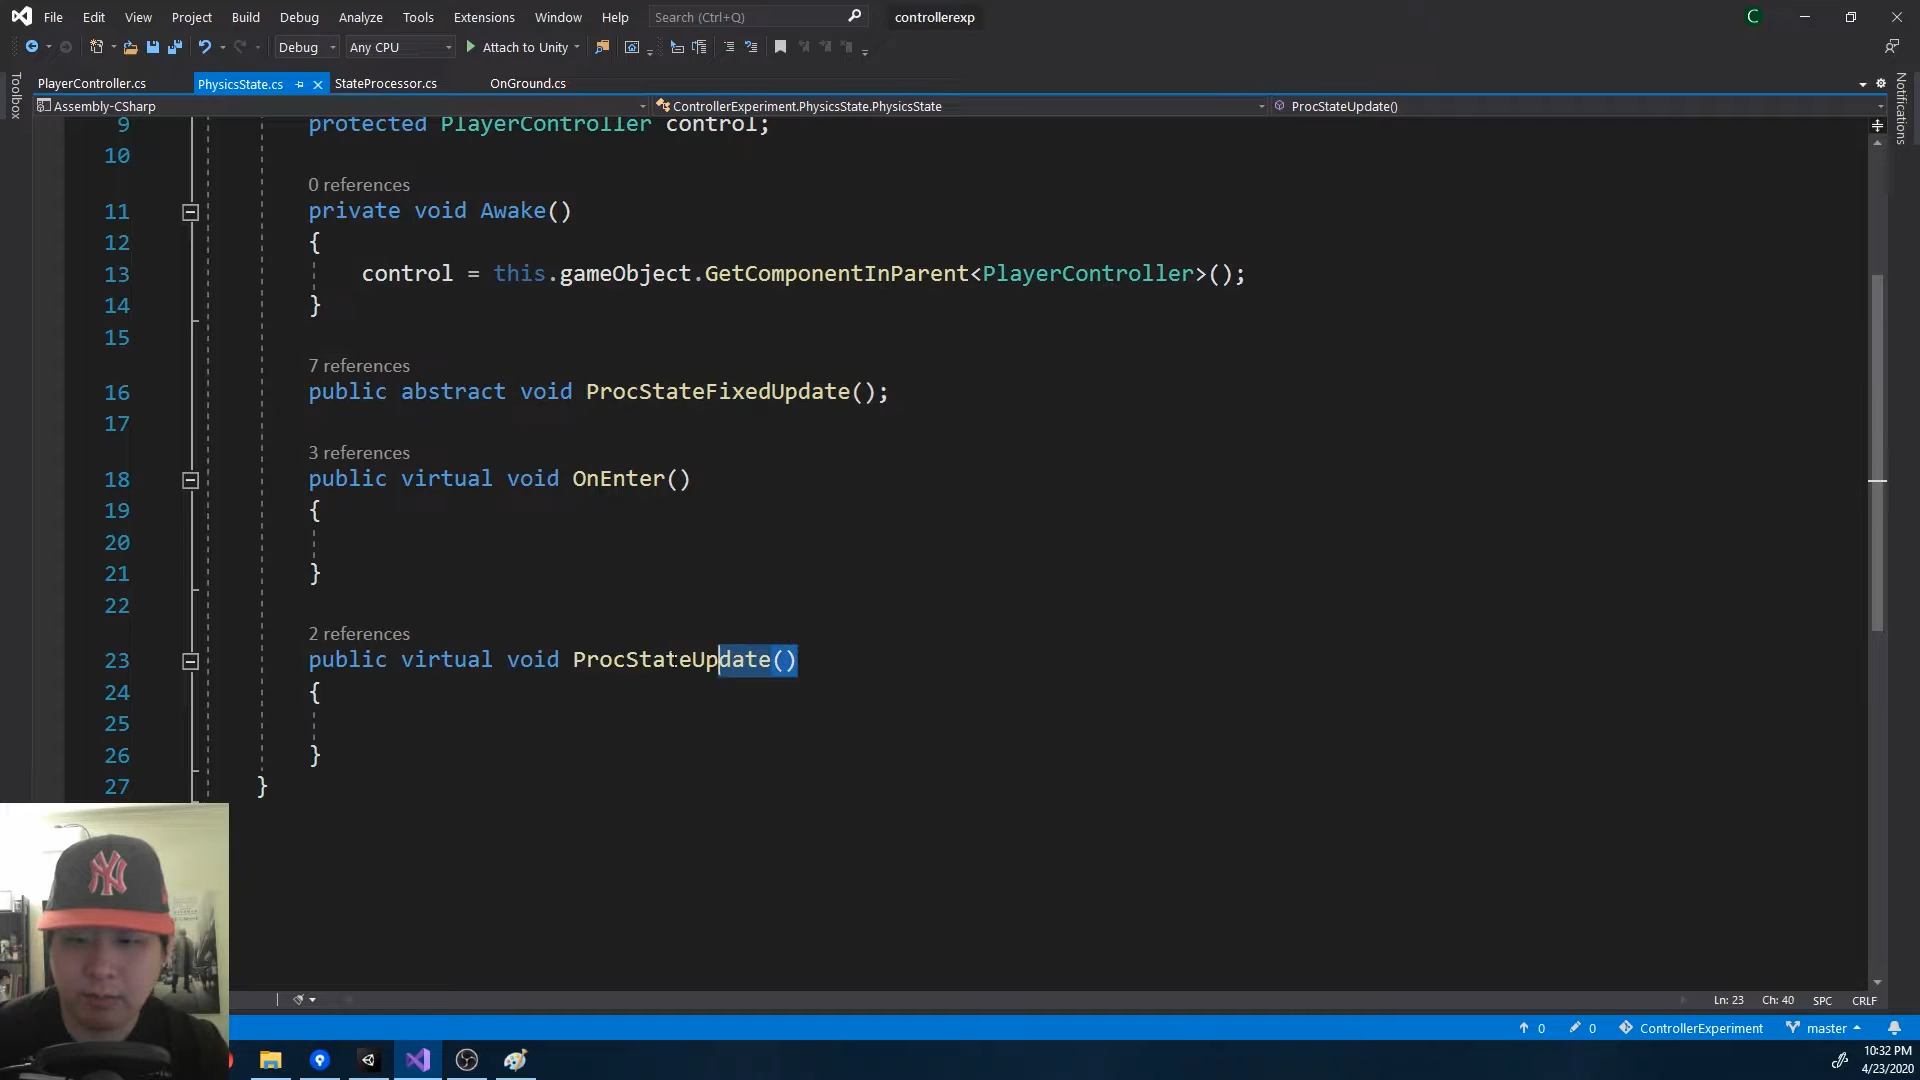 File Edit View Project Build Debug Analyze Tools Extensions Window Help Search (Ctrl+Q) controllerexp C
Debug Any CPU Attach to Unity
Toolbox
PlayerController.cs PhysicsState.cs StateProcessor.cs OnGround.cs
Notifications
Assembly-CSharp ControllerExperiment.PhysicsState.PhysicsState ProcStateUpdate()
9 protected PlayerController control;
10
0 references
11 private void Awake()
12 {
13 control = this.gameObject.GetComponentInParent<PlayerController>();
14 }
15
7 references
16 public abstract void ProcStateFixedUpdate();
17
3 references
18 public virtual void OnEnter()
19 {
20
21 }
22
2 references
23 public virtual void ProcStateUpdate()
24 {
25
26 }
27 }
NY
Ln: 23 Ch: 40 SPC CRLF
0 0 ControllerExperiment master
10:32 PM
4/23/2020